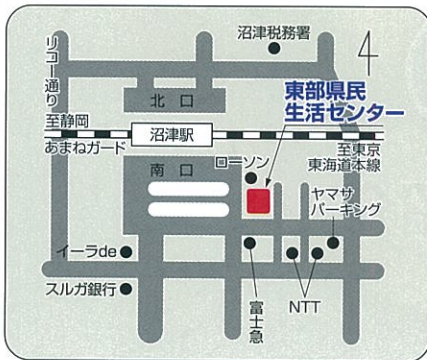 沼津税務署
リコー通り
東部県民
生活センター
北口
至静岡
沼津駅
至東京
東海道本線
あまねガード
南口
ローソン
ヤマサ
パーキング
イーラde
スルガ銀行
富士急
NTT